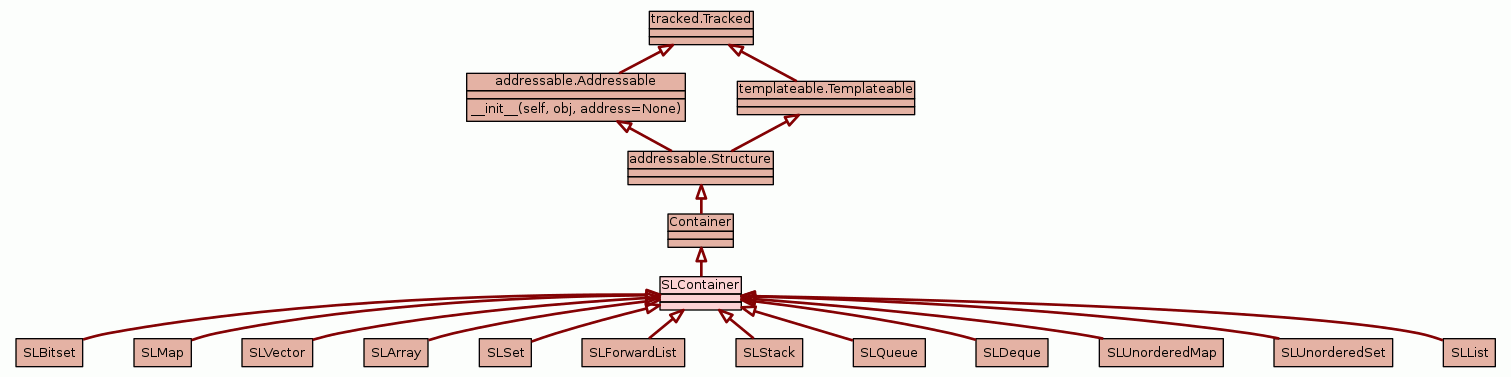 tracked.Tracked
addressable.Addressable
__init__(self, obj, address=None)
templateable.Templateable
addressable.Structure
Container
SLContainer
SLBitset
SLMap
SLVector
SLArray
SLSet
SLForwardList
SLStack
SLQueue
SLDeque
SLUnorderedMap
SLUnorderedSet
SLList